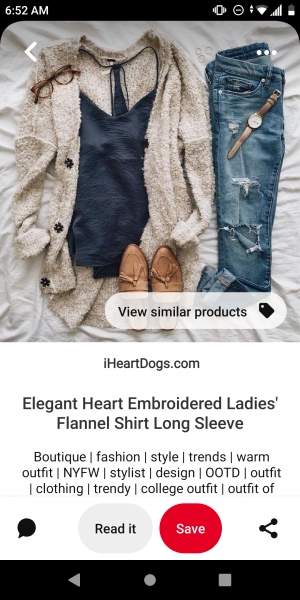 6:52 AM
View similar products
iHeartDogs.com
Elegant Heart Embroidered Ladies'
Flannel Shirt Long Sleeve
Boutique | fashion | style | trends | warm
outfit | NYFW | stylist | design | OOTD | outfit
| clothing | trendy | college outfit | outfit of
Read it
Save